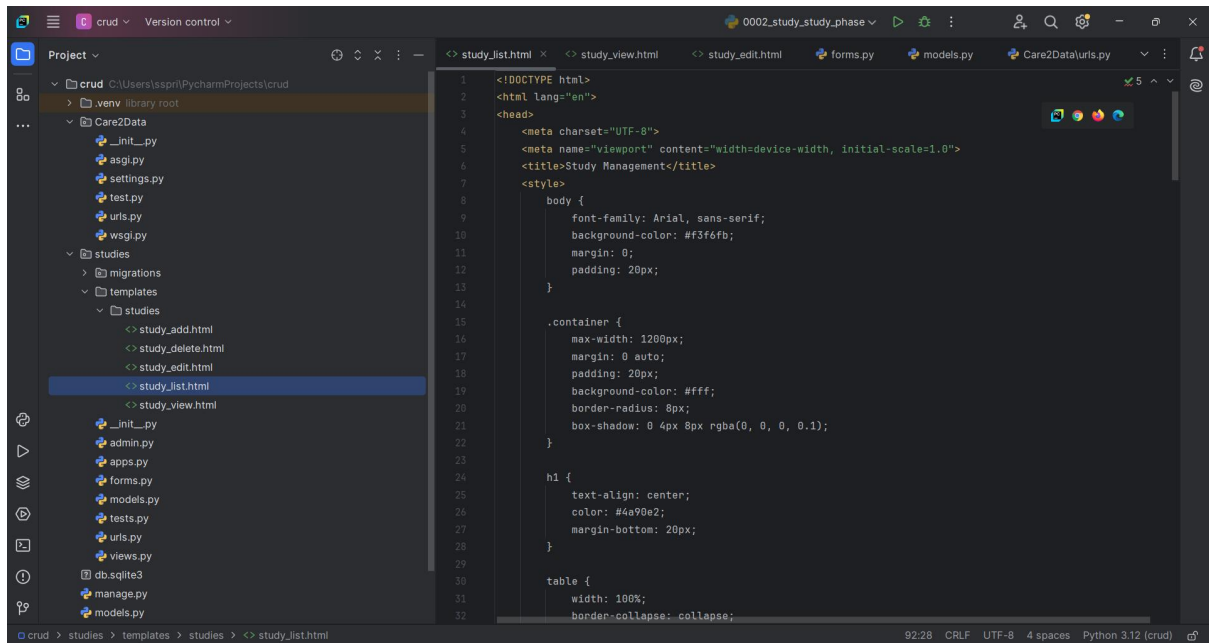 C crud Version control 0002_study_study_phase
Project
crud C:\Users\sspri\PycharmProjects\crud
.venv library root
Care2Data
__init__.py
asgi.py
settings.py
test.py
urls.py
wsgi.py
studies
migrations
templates
studies
study_add.html
study_delete.html
study_edit.html
study_list.html
study_view.html
__init__.py
admin.py
apps.py
forms.py
models.py
tests.py
urls.py
views.py
db.sqlite3
manage.py
models.py
study_list.html study_view.html study_edit.html forms.py models.py Care2Data\urls.py
5
1 <!DOCTYPE html>
2 <html lang="en">
3 <head>
4 <meta charset="UTF-8">
5 <meta name="viewport" content="width=device-width, initial-scale=1.0">
6 <title>Study Management</title>
7 <style>
8 body {
9 font-family: Arial, sans-serif;
10 background-color: #f3f6fb;
11 margin: 0;
12 padding: 20px;
13 }
14
15 .container {
16 max-width: 1200px;
17 margin: 0 auto;
18 padding: 20px;
19 background-color: #fff;
20 border-radius: 8px;
21 box-shadow: 0 4px 8px rgba(0, 0, 0, 0.1);
22 }
23
24 h1 {
25 text-align: center;
26 color: #4a90e2;
27 margin-bottom: 20px;
28 }
29
30 table {
31 width: 100%;
32 border-collapse: collapse;
crud > studies > templates > studies > <> study_list.html 92:28 CRLF UTF-8 4 spaces Python 3.12 (crud)